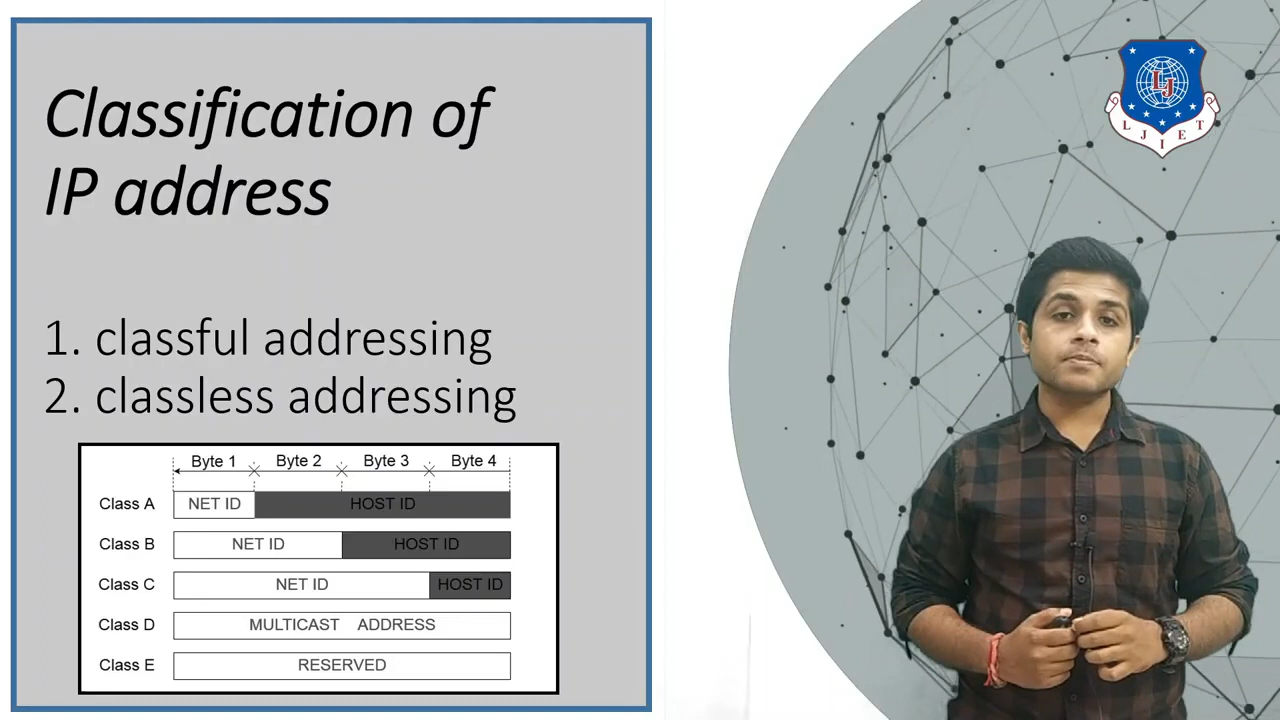 Classification of
IP address
1. classful addressing
2. classless addressing
Byte 1 Byte 2 Byte 3 Byte 4
Class A NET ID HOST ID
Class B NET ID HOST ID
Class C NET ID HOST ID
Class D MULTICAST ADDRESS
Class E RESERVED
LJ
L J I E T